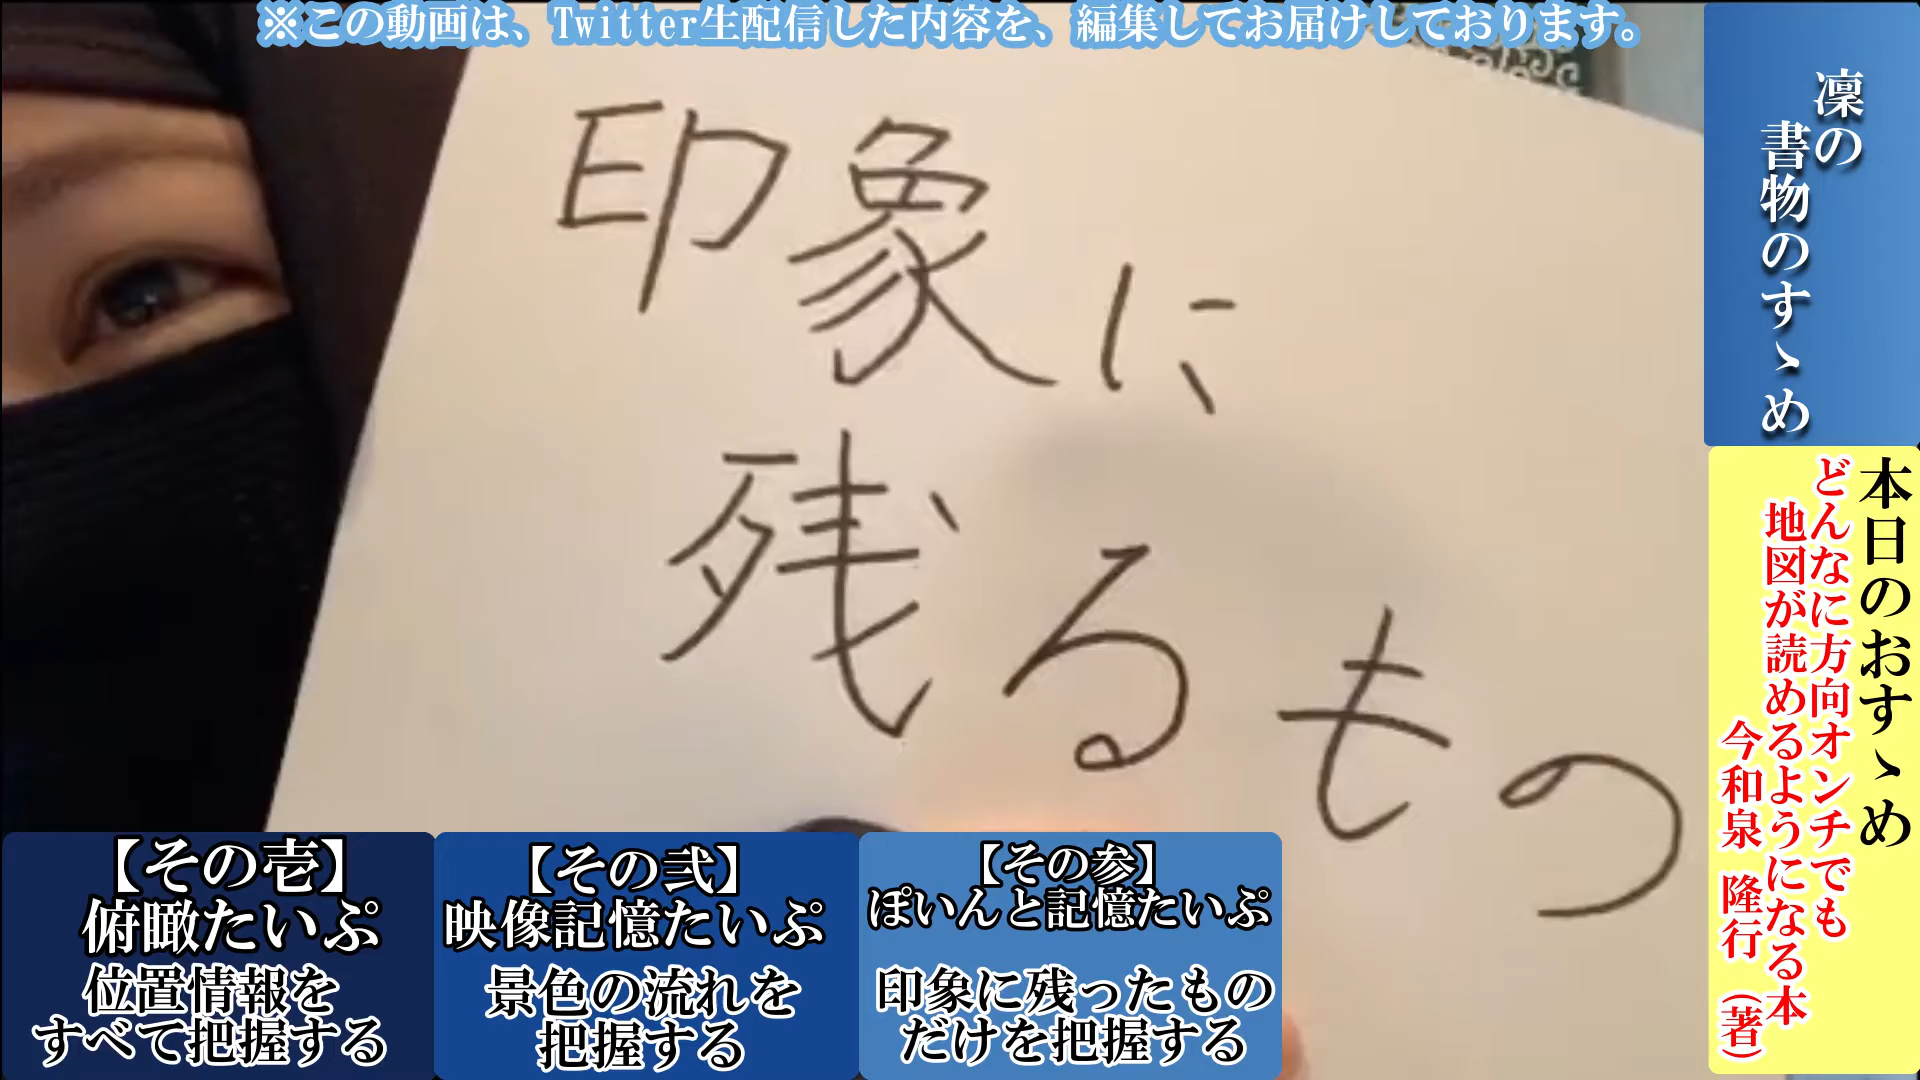 ※この動画は、Twitter生配信した内容を、編集してお届けしております。
凜の
書物のすゝめ
本日のおすゝめ
どんなに方向オンチでも
地図が読めるようになる本
今和泉 隆行 (著)
印象に
残るもの
【その壱】
俯瞰たいぷ
位置情報を
すべて把握する
【その弐】
映像記憶たいぷ
景色の流れを
把握する
【その参】
ぽいんと記憶たいぷ
印象に残ったもの
だけを把握する